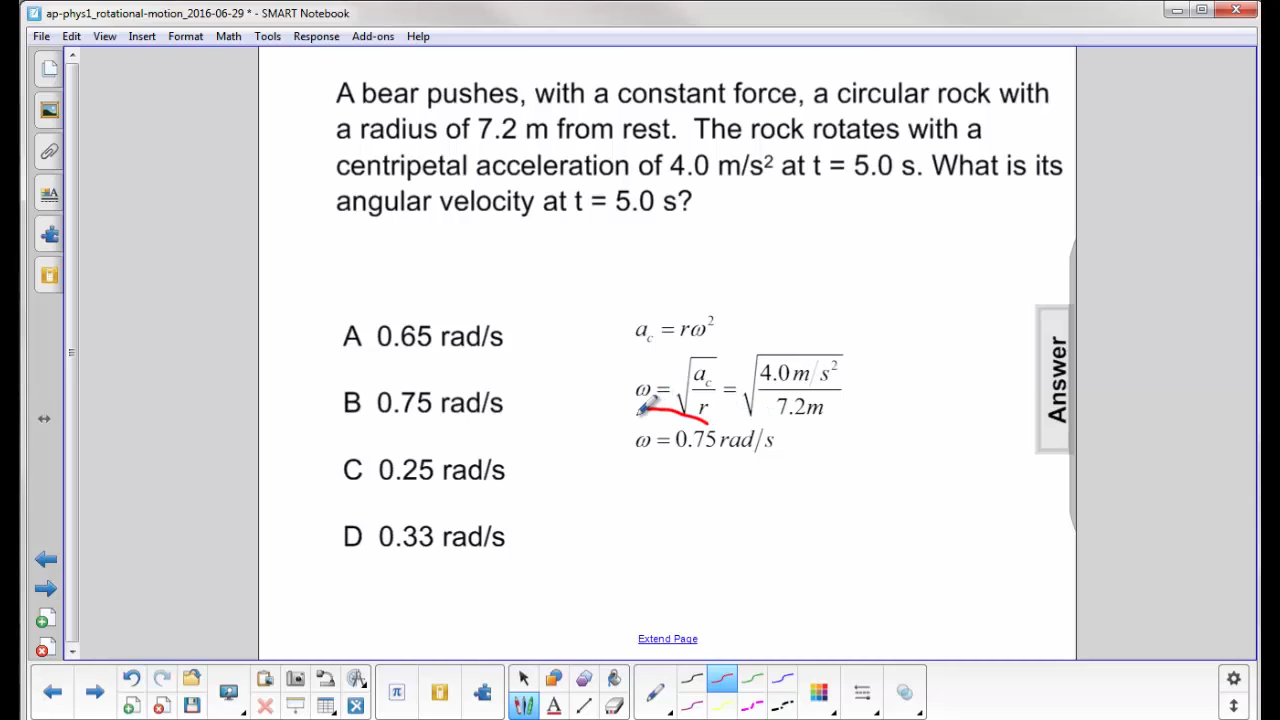 ap-phys1_rotational-motion_2016-06-29 * - SMART Notebook
File Edit View Insert Format Math Tools Response Add-ons Help
A bear pushes, with a constant force, a circular rock with
a radius of 7.2 m from rest. The rock rotates with a
centripetal acceleration of 4.0 m/s² at t = 5.0 s. What is its
angular velocity at t = 5.0 s?
A 0.65 rad/s
B 0.75 rad/s
C 0.25 rad/s
D 0.33 rad/s
a_c = rω²
ω = √(a_c/r) = √(4.0 m/s²/7.2m)
ω = 0.75 rad/s
Answer
Extend Page